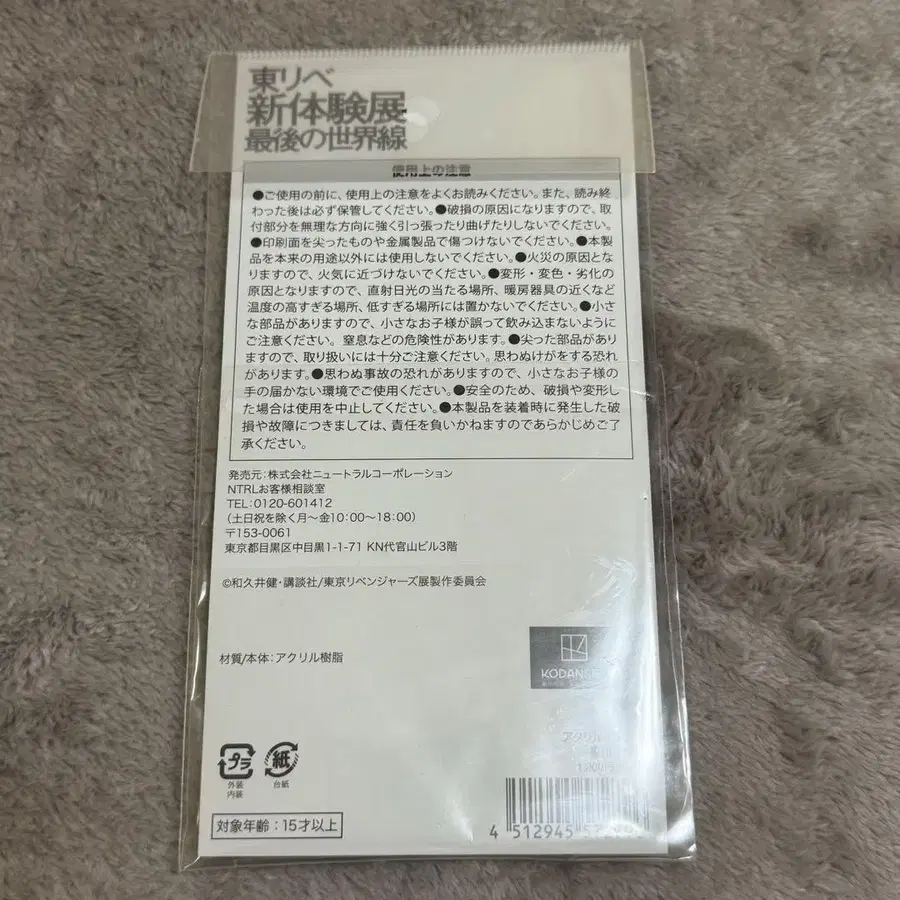 東リベ
新体験展
最後の世界線
使用上の注意
●ご使用の前に、使用上の注意をよくお読みください。また、読み終
わった後は必ず保管してください。●破損の原因になりますので、取
付部分を無理な方向に強く引っ張ったり曲げたりしないでください。
●印刷面を尖ったものや金属製品で傷つけないでください。●本製
品を本来の用途以外には使用しないでください。●火災の原因とな
りますので、火気に近づけないでください。●変形・変色・劣化の
原因となりますので、直射日光の当たる場所、暖房器具の近くなど
温度の高すぎる場所、低すぎる場所には置かないでください。●小さ
な部品がありますので、小さなお子様が誤って飲み込まないように
ご注意ください。窒息などの危険性があります。●尖った部品があり
ますので、取り扱いには十分ご注意ください。思わぬけがをする恐れ
があります。●思わぬ事故の恐れがありますので、小さなお子様の
手の届かない環境でご使用ください。●安全のため、破損や変形し
た場合は使用を中止してください。●本製品を装着時に発生した破
損や故障につきましては、責任を負いかねますのであらかじめご了
承ください。
発売元:株式会社ニュートラルコーポレーション
NTRLお客様相談室
TEL:0120-601412
(土日祝を除く月〜金10:00〜18:00)
〒153-0061
東京都目黒区中目黒1-1-71 KN代官山ビル3階
©和久井健・講談社/東京リベンジャーズ展製作委員会
材質/本体:アクリル樹脂
プラ
外装
内装
紙
台紙
対象年齢:15才以上
4 512945